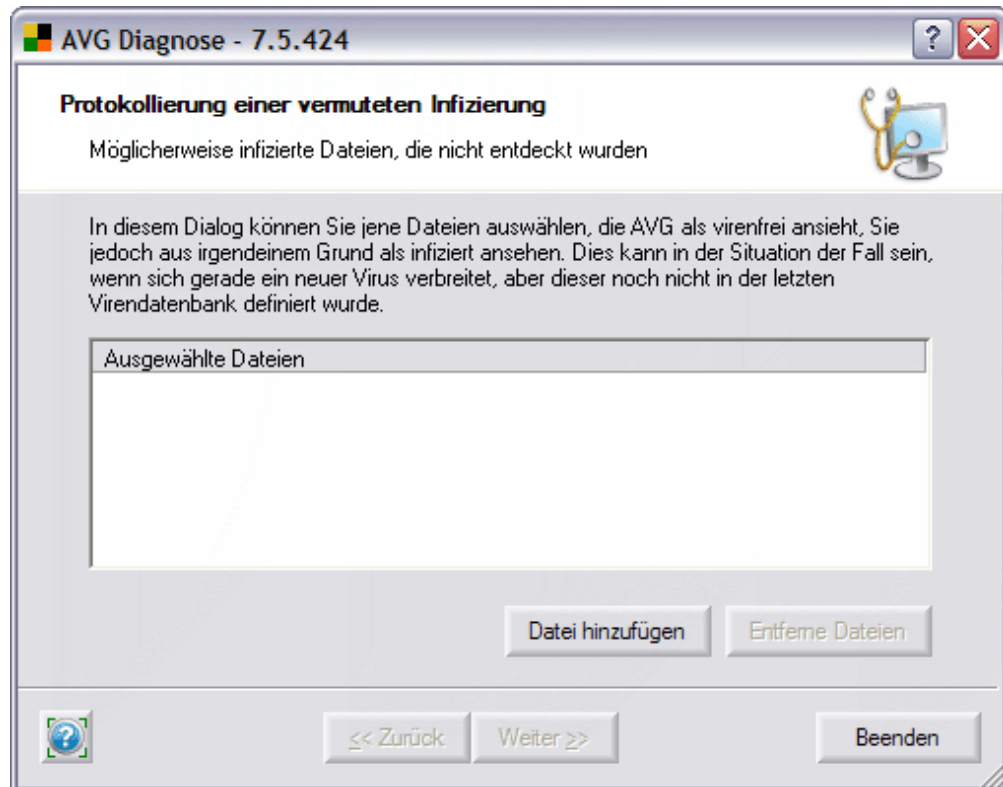 AVG Diagnose - 7.5.424
Protokollierung einer vermuteten Infizierung
Möglicherweise infizierte Dateien, die nicht entdeckt wurden
In diesem Dialog können Sie jene Dateien auswählen, die AVG als virenfrei ansieht, Sie
jedoch aus irgendeinem Grund als infiziert ansehen. Dies kann in der Situation der Fall sein,
wenn sich gerade ein neuer Virus verbreitet, aber dieser noch nicht in der letzten
Virendatenbank definiert wurde.
Ausgewählte Dateien
Datei hinzufügen
Entferne Dateien
<< Zurück
Weiter >>
Beenden